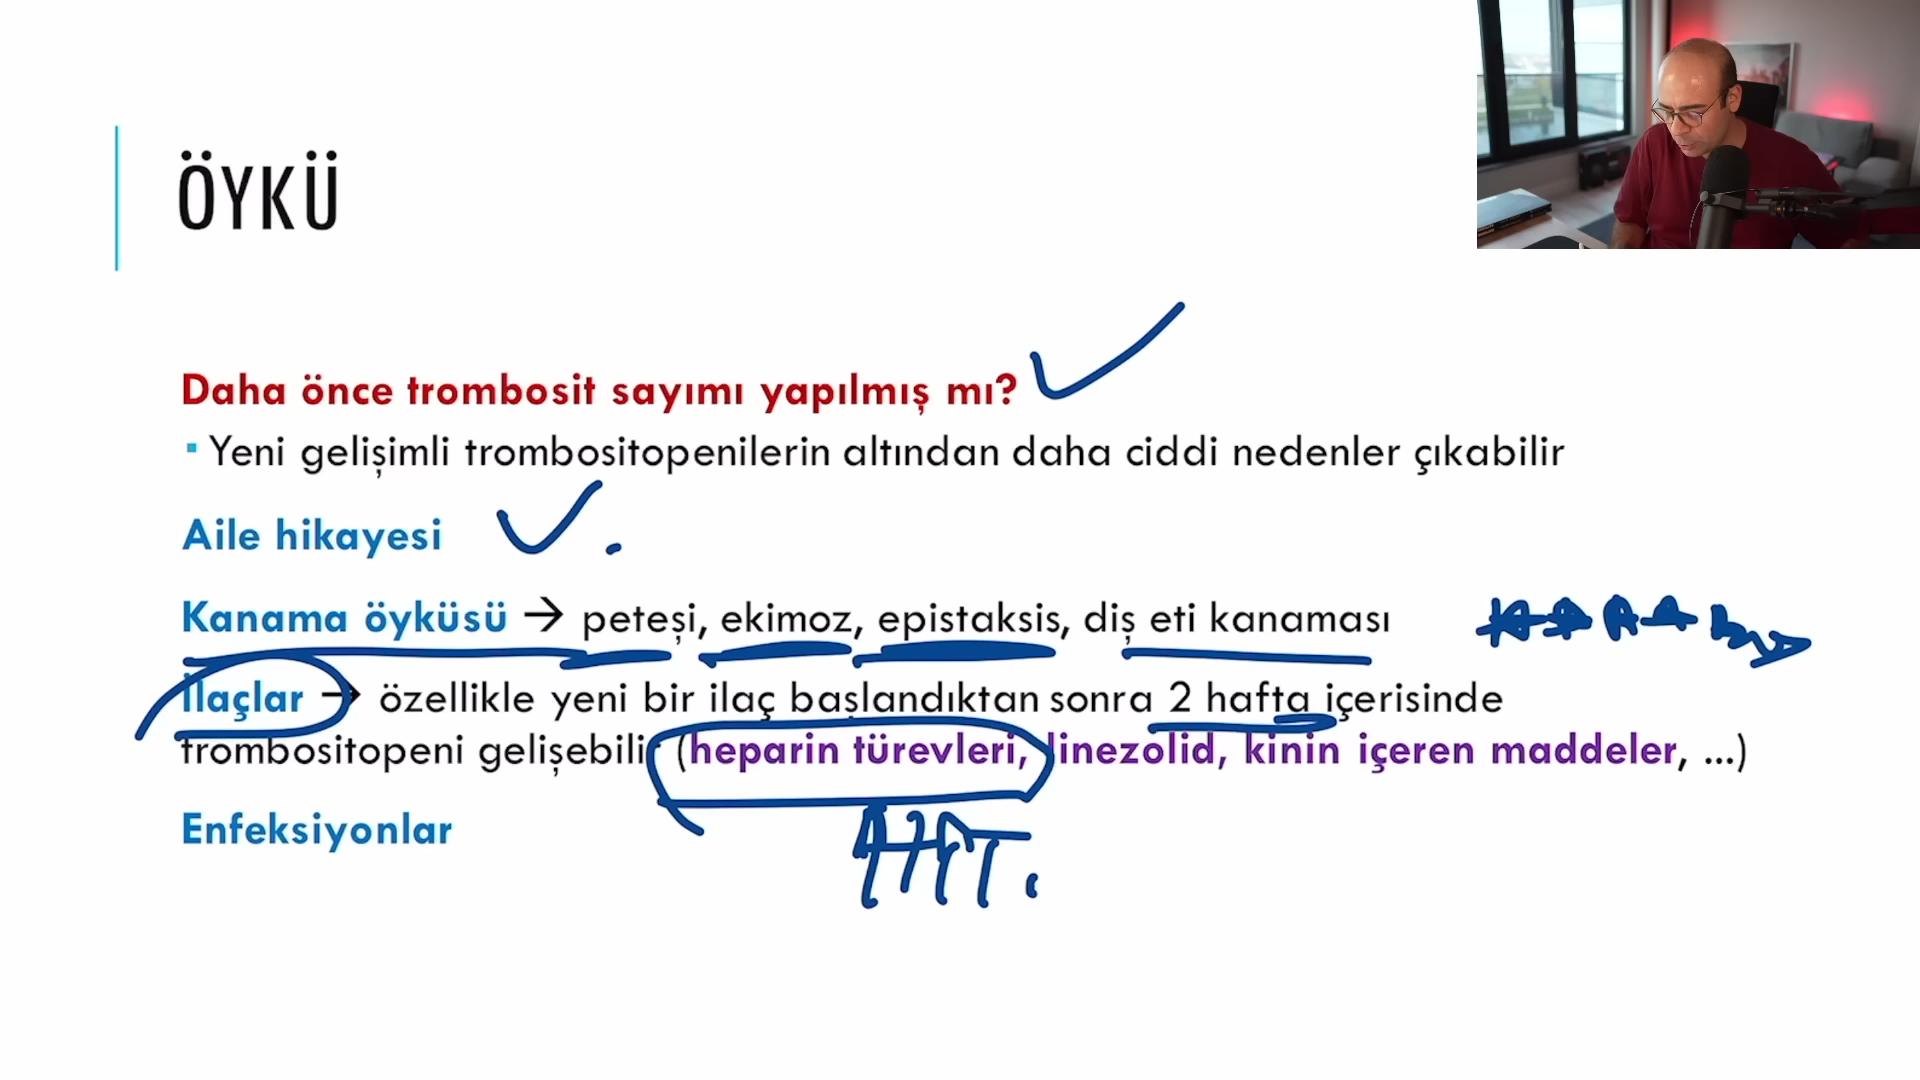 ÖYKÜ
Daha önce trombosit sayımı yapılmış mı?
▪ Yeni gelişimli trombositopenilerin altından daha ciddi nedenler çıkabilir
Aile hikayesi
Kanama öyküsü → peteşi, ekimoz, epistaksis, diş eti kanaması
İlaçlar → özellikle yeni bir ilaç başlandıktan sonra 2 hafta içerisinde
trombositopeni gelişebilir (heparin türevleri, linezolid, kinin içeren maddeler, ...)
Enfeksiyonlar